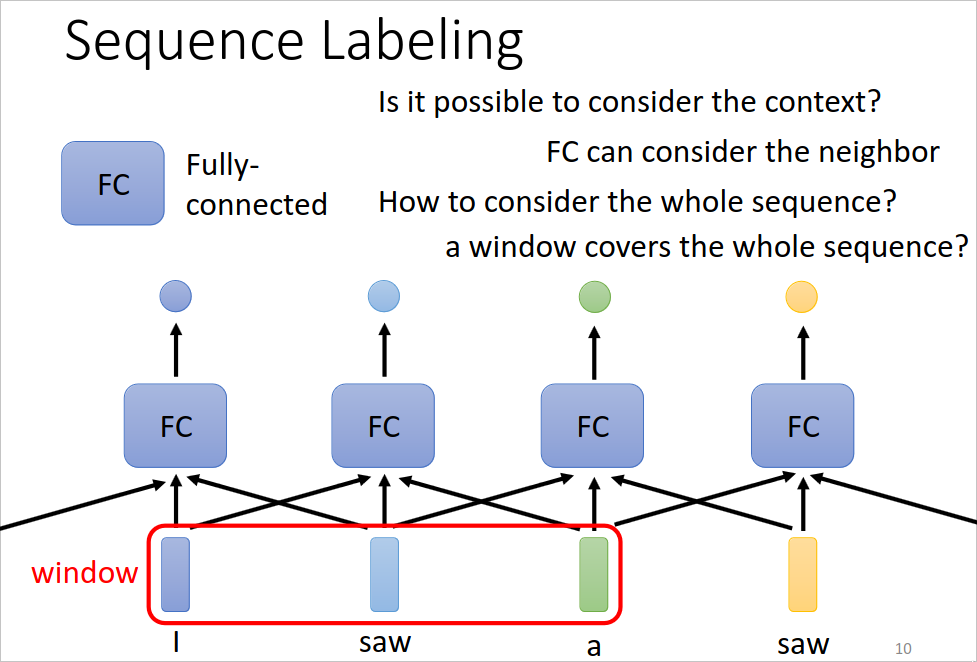 Sequence Labeling
Is it possible to consider the context?
FC can consider the neighbor
How to consider the whole sequence?
a window covers the whole sequence?
FC
Fully-
connected
FC FC FC FC
window
I saw a saw
10